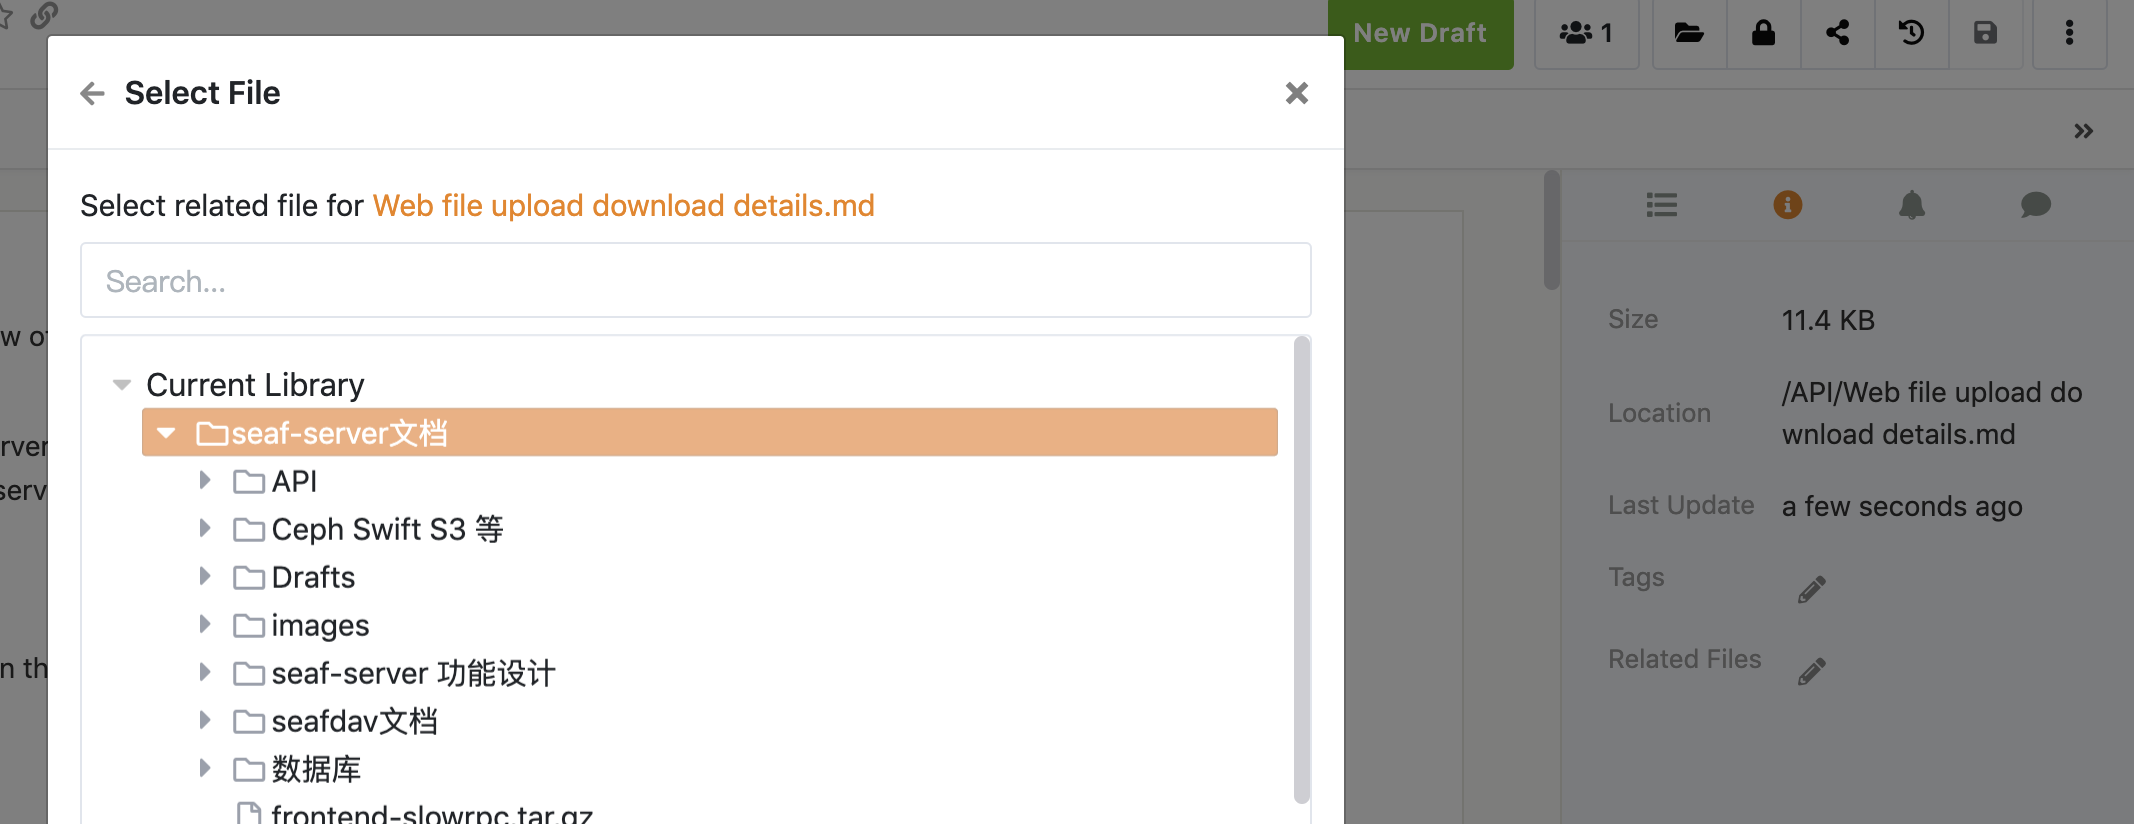 New Draft
1
Select File
Select related file for Web file upload download details.md
Search...
Current Library
seaf-server文档
API
Ceph Swift S3 等
Drafts
images
seaf-server 功能设计
seafdav文档
数据库
frontend-slowrpc.tar.gz
w of
rver
serv
n th
Size
11.4 KB
Location
/API/Web file upload do
wnload details.md
Last Update
a few seconds ago
Tags
Related Files